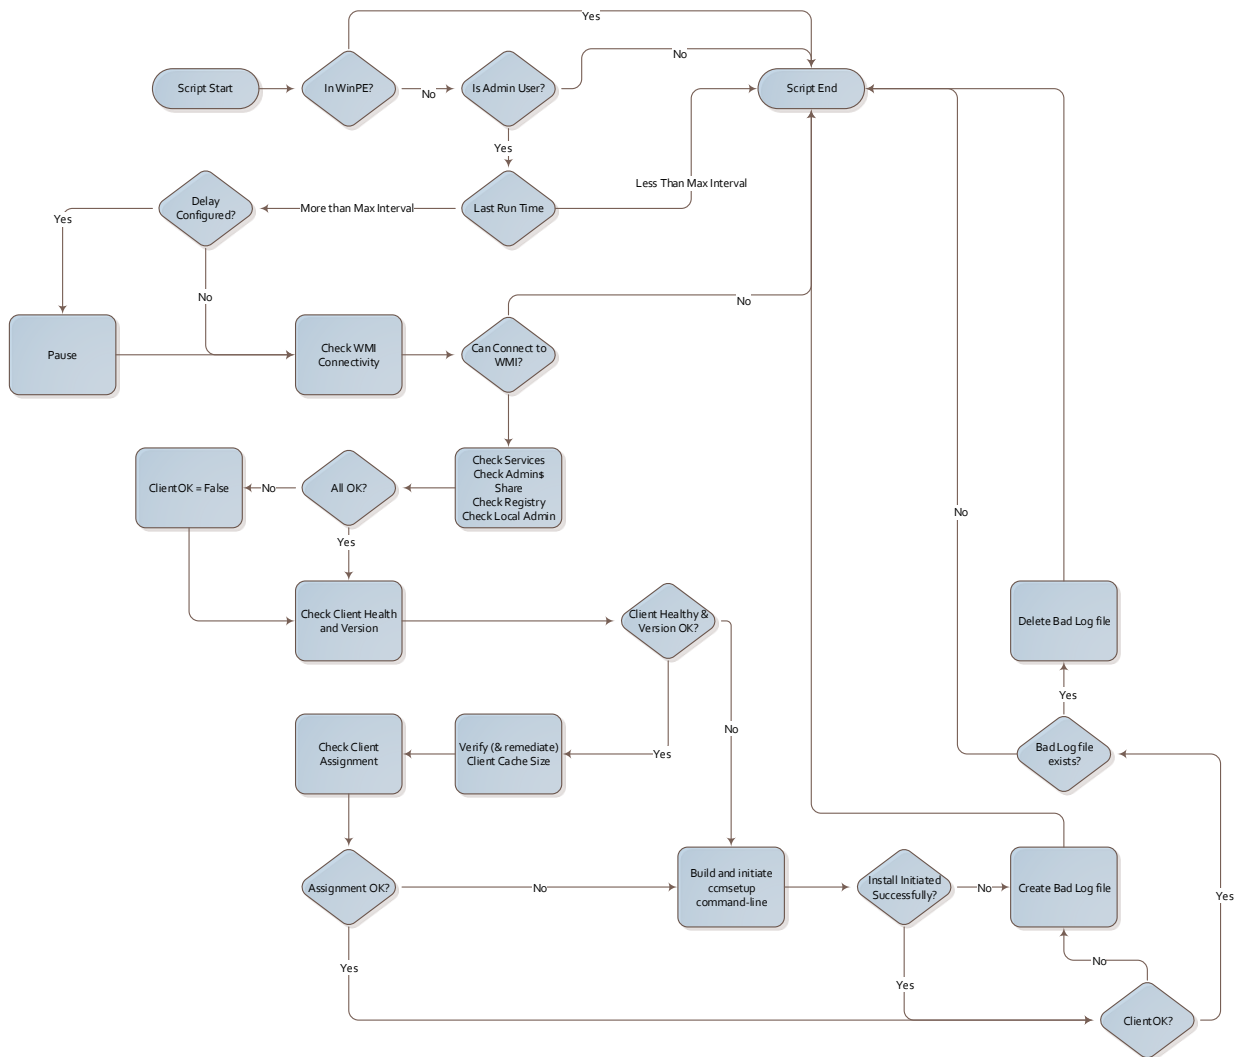 Yes
Script Start
In WinPE?
No
Is Admin User?
No
Script End
Yes
Less Than Max Interval
Delay
Configured?
More than Max Interval
Last Run Time
Yes
No
No
Pause
Check WMI
Connectivity
Can Connect to
WMI?
ClientOK = False
No
All OK?
Check Services
Check Admin$
Share
Check Registry
Check Local Admin
Yes
No
Check Client Health
and Version
Client Healthy &
Version OK?
Delete Bad Log file
Yes
No
Check Client
Assignment
Verify (& remediate)
Client Cache Size
Yes
Bad Log file
exists?
Assignment OK?
No
Build and initiate
ccmsetup
command-line
Install Initiated
Successfully?
No
Create Bad Log file
Yes
Yes
Yes
No
ClientOK?